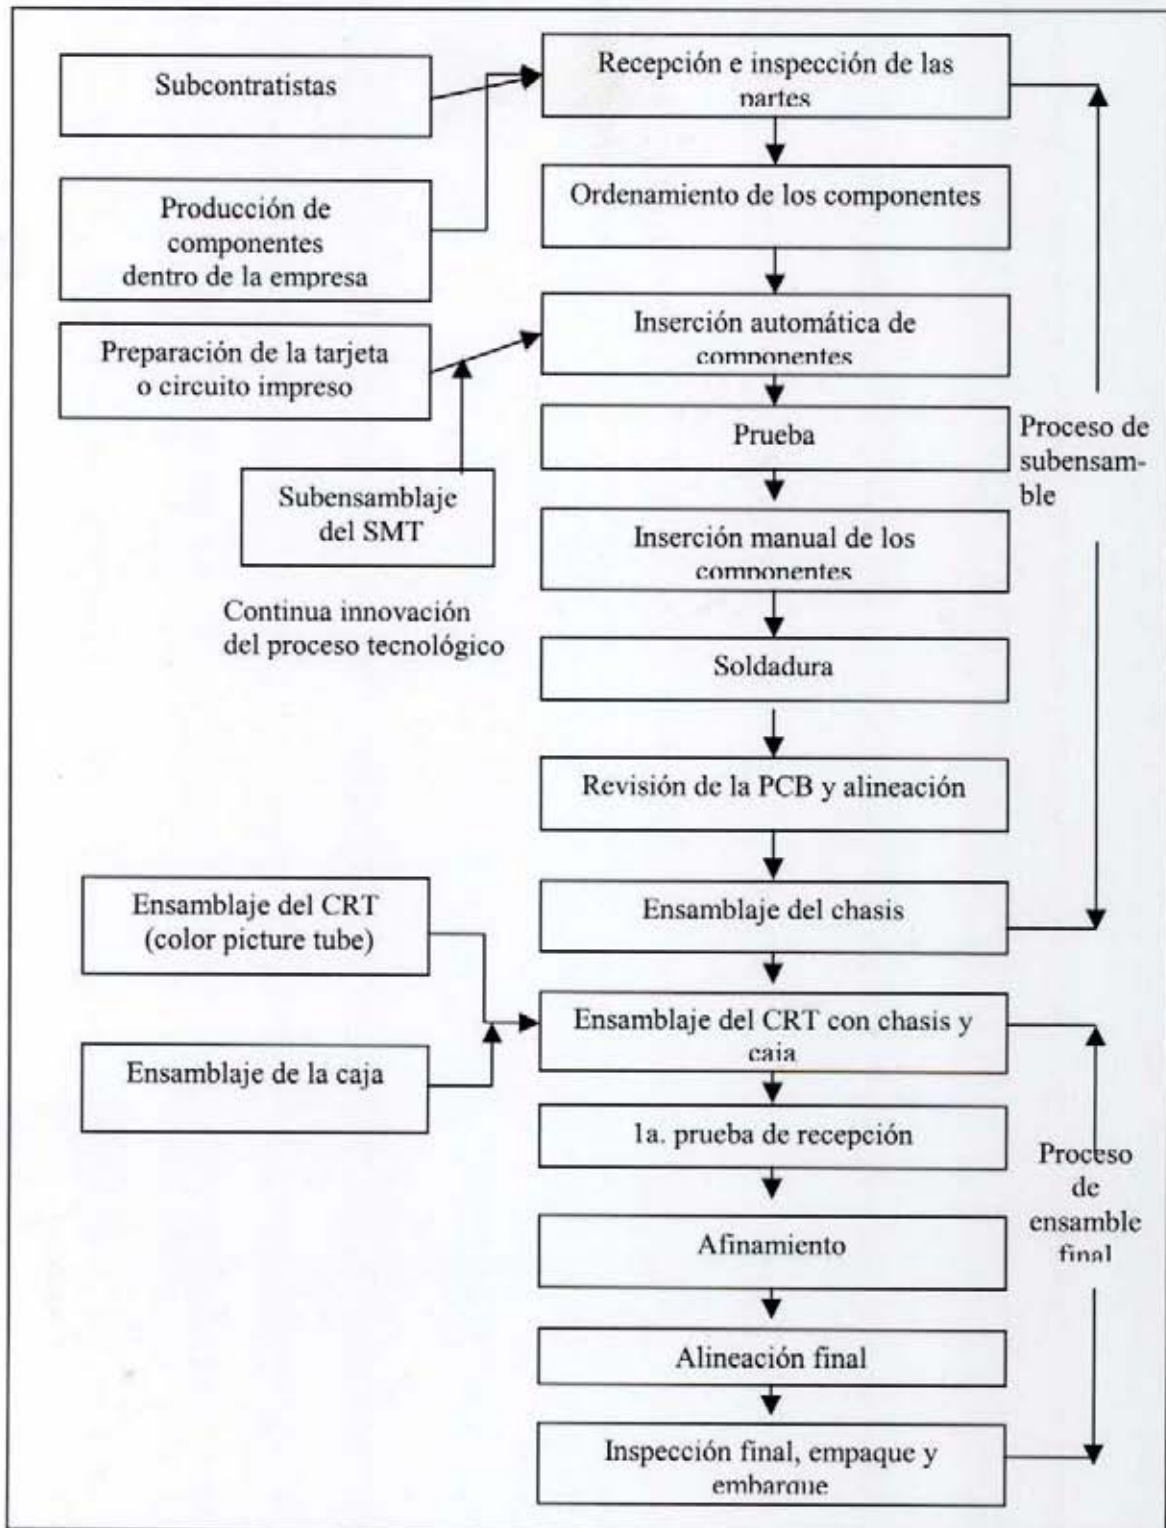 Subcontratistas
Producción de
componentes
dentro de la empresa
Preparación de la tarjeta
o circuito impreso
Subensamblaje
del SMT
Continua innovación
del proceso tecnológico
Recepción e inspección de las
partes
Ordenamiento de los componentes
Inserción automática de
componentes
Prueba
Inserción manual de los
componentes
Soldadura
Revisión de la PCB y alineación
Ensamblaje del chasis
Proceso de
subensam-
ble
Ensamblaje del CRT
(color picture tube)
Ensamblaje de la caja
Ensamblaje del CRT con chasis y
caja
1a. prueba de recepción
Afinamiento
Alineación final
Inspección final, empaque y
embarque
Proceso
de
ensamble
final